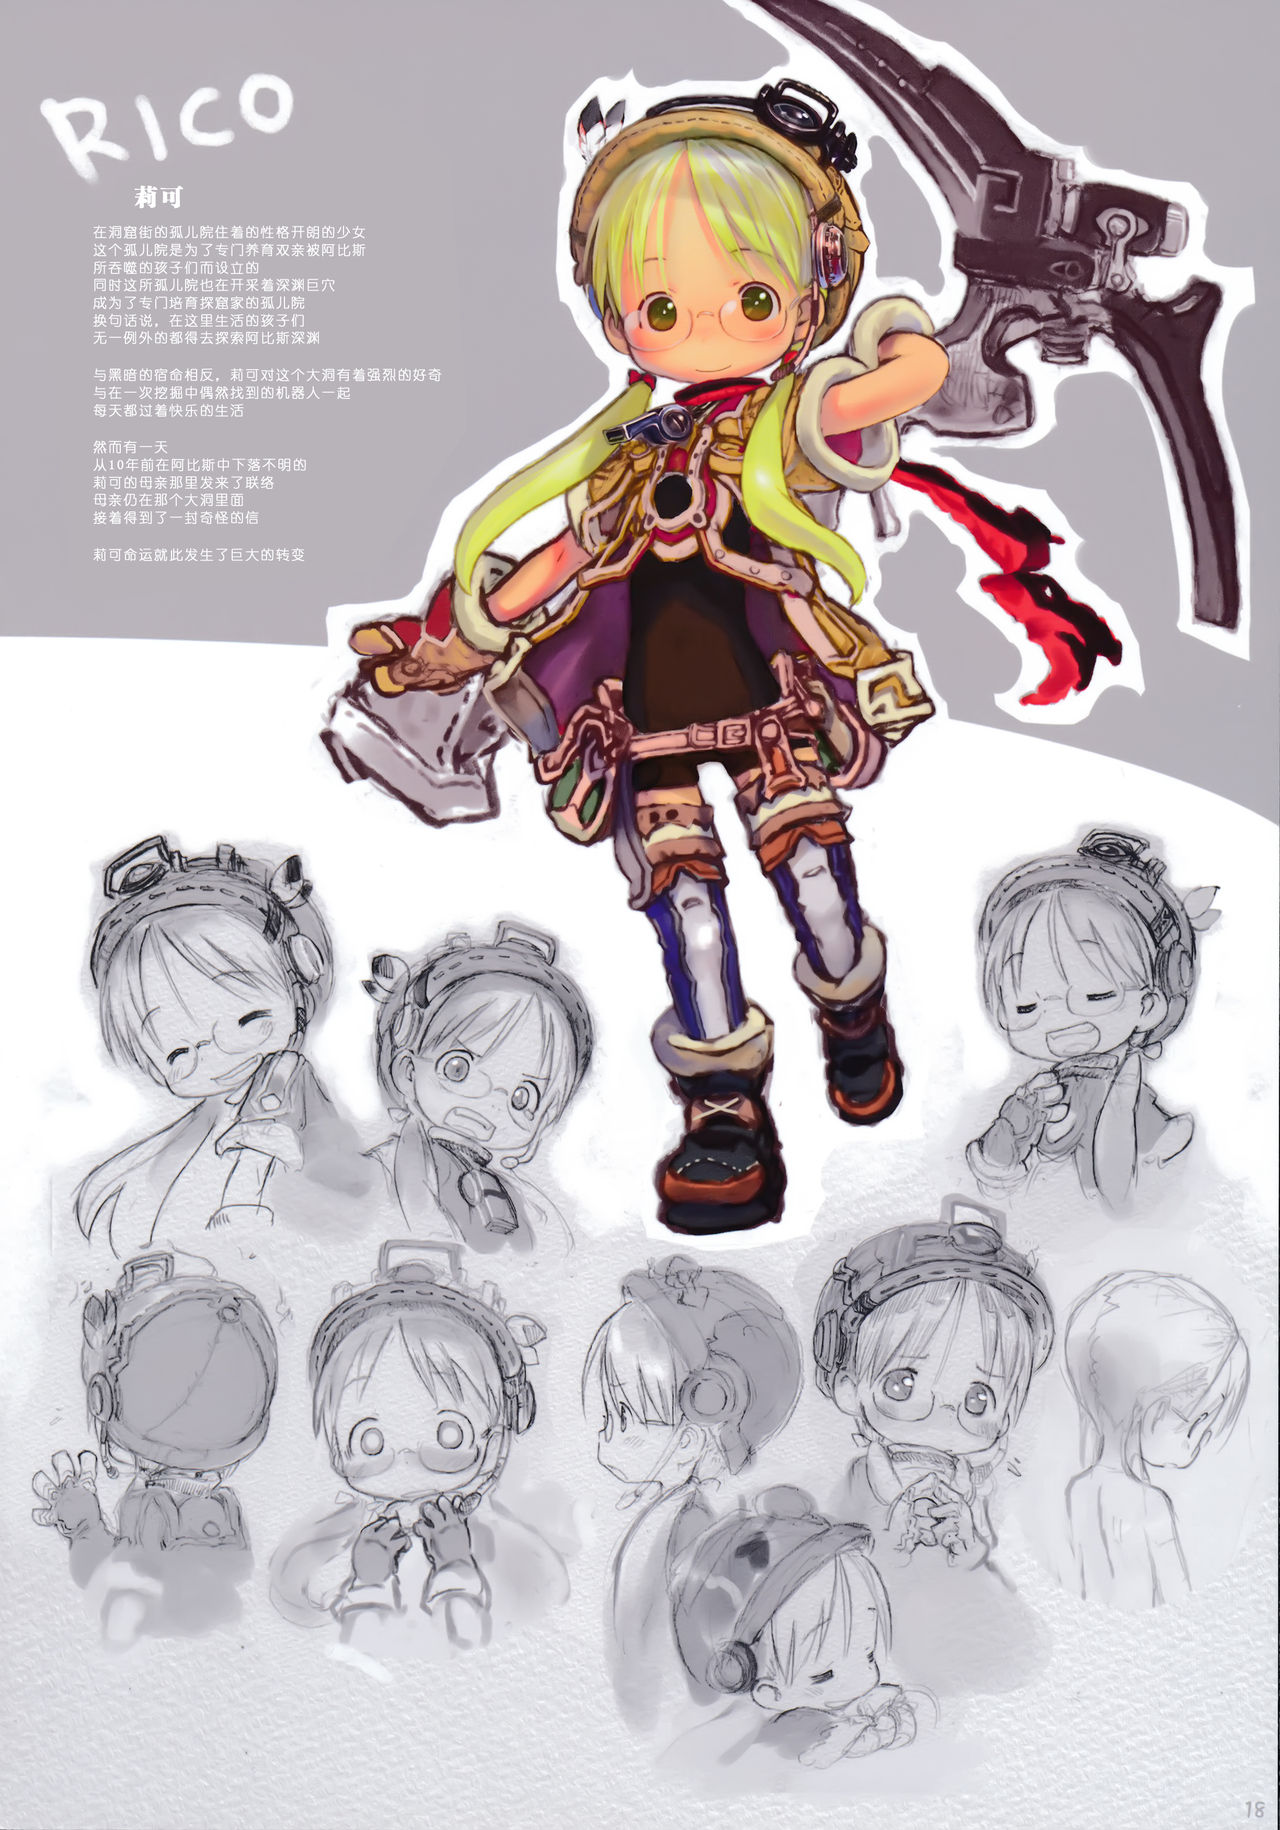 RICO
莉可
在洞窟街的孤儿院住着的性格开朗的少女
这个孤儿院是为了专门养育双亲被阿比斯
所吞噬的孩子们而设立的
同时这所孤儿院也在开采着深渊巨穴
成为了专门培育探窟家的孤儿院
换句话说，在这里生活的孩子们
无一例外的都得去探索阿比斯深渊
与黑暗的宿命相反，莉可对这个大洞有着强烈的好奇
与在一次挖掘中偶然找到的机器人一起
每天都过着快乐的生活
然而有一天
从10年前在阿比斯中下落不明的
莉可的母亲那里发来了联络
母亲仍在那个大洞里面
接着得到了一封奇怪的信
莉可命运就此发生了巨大的转变
18